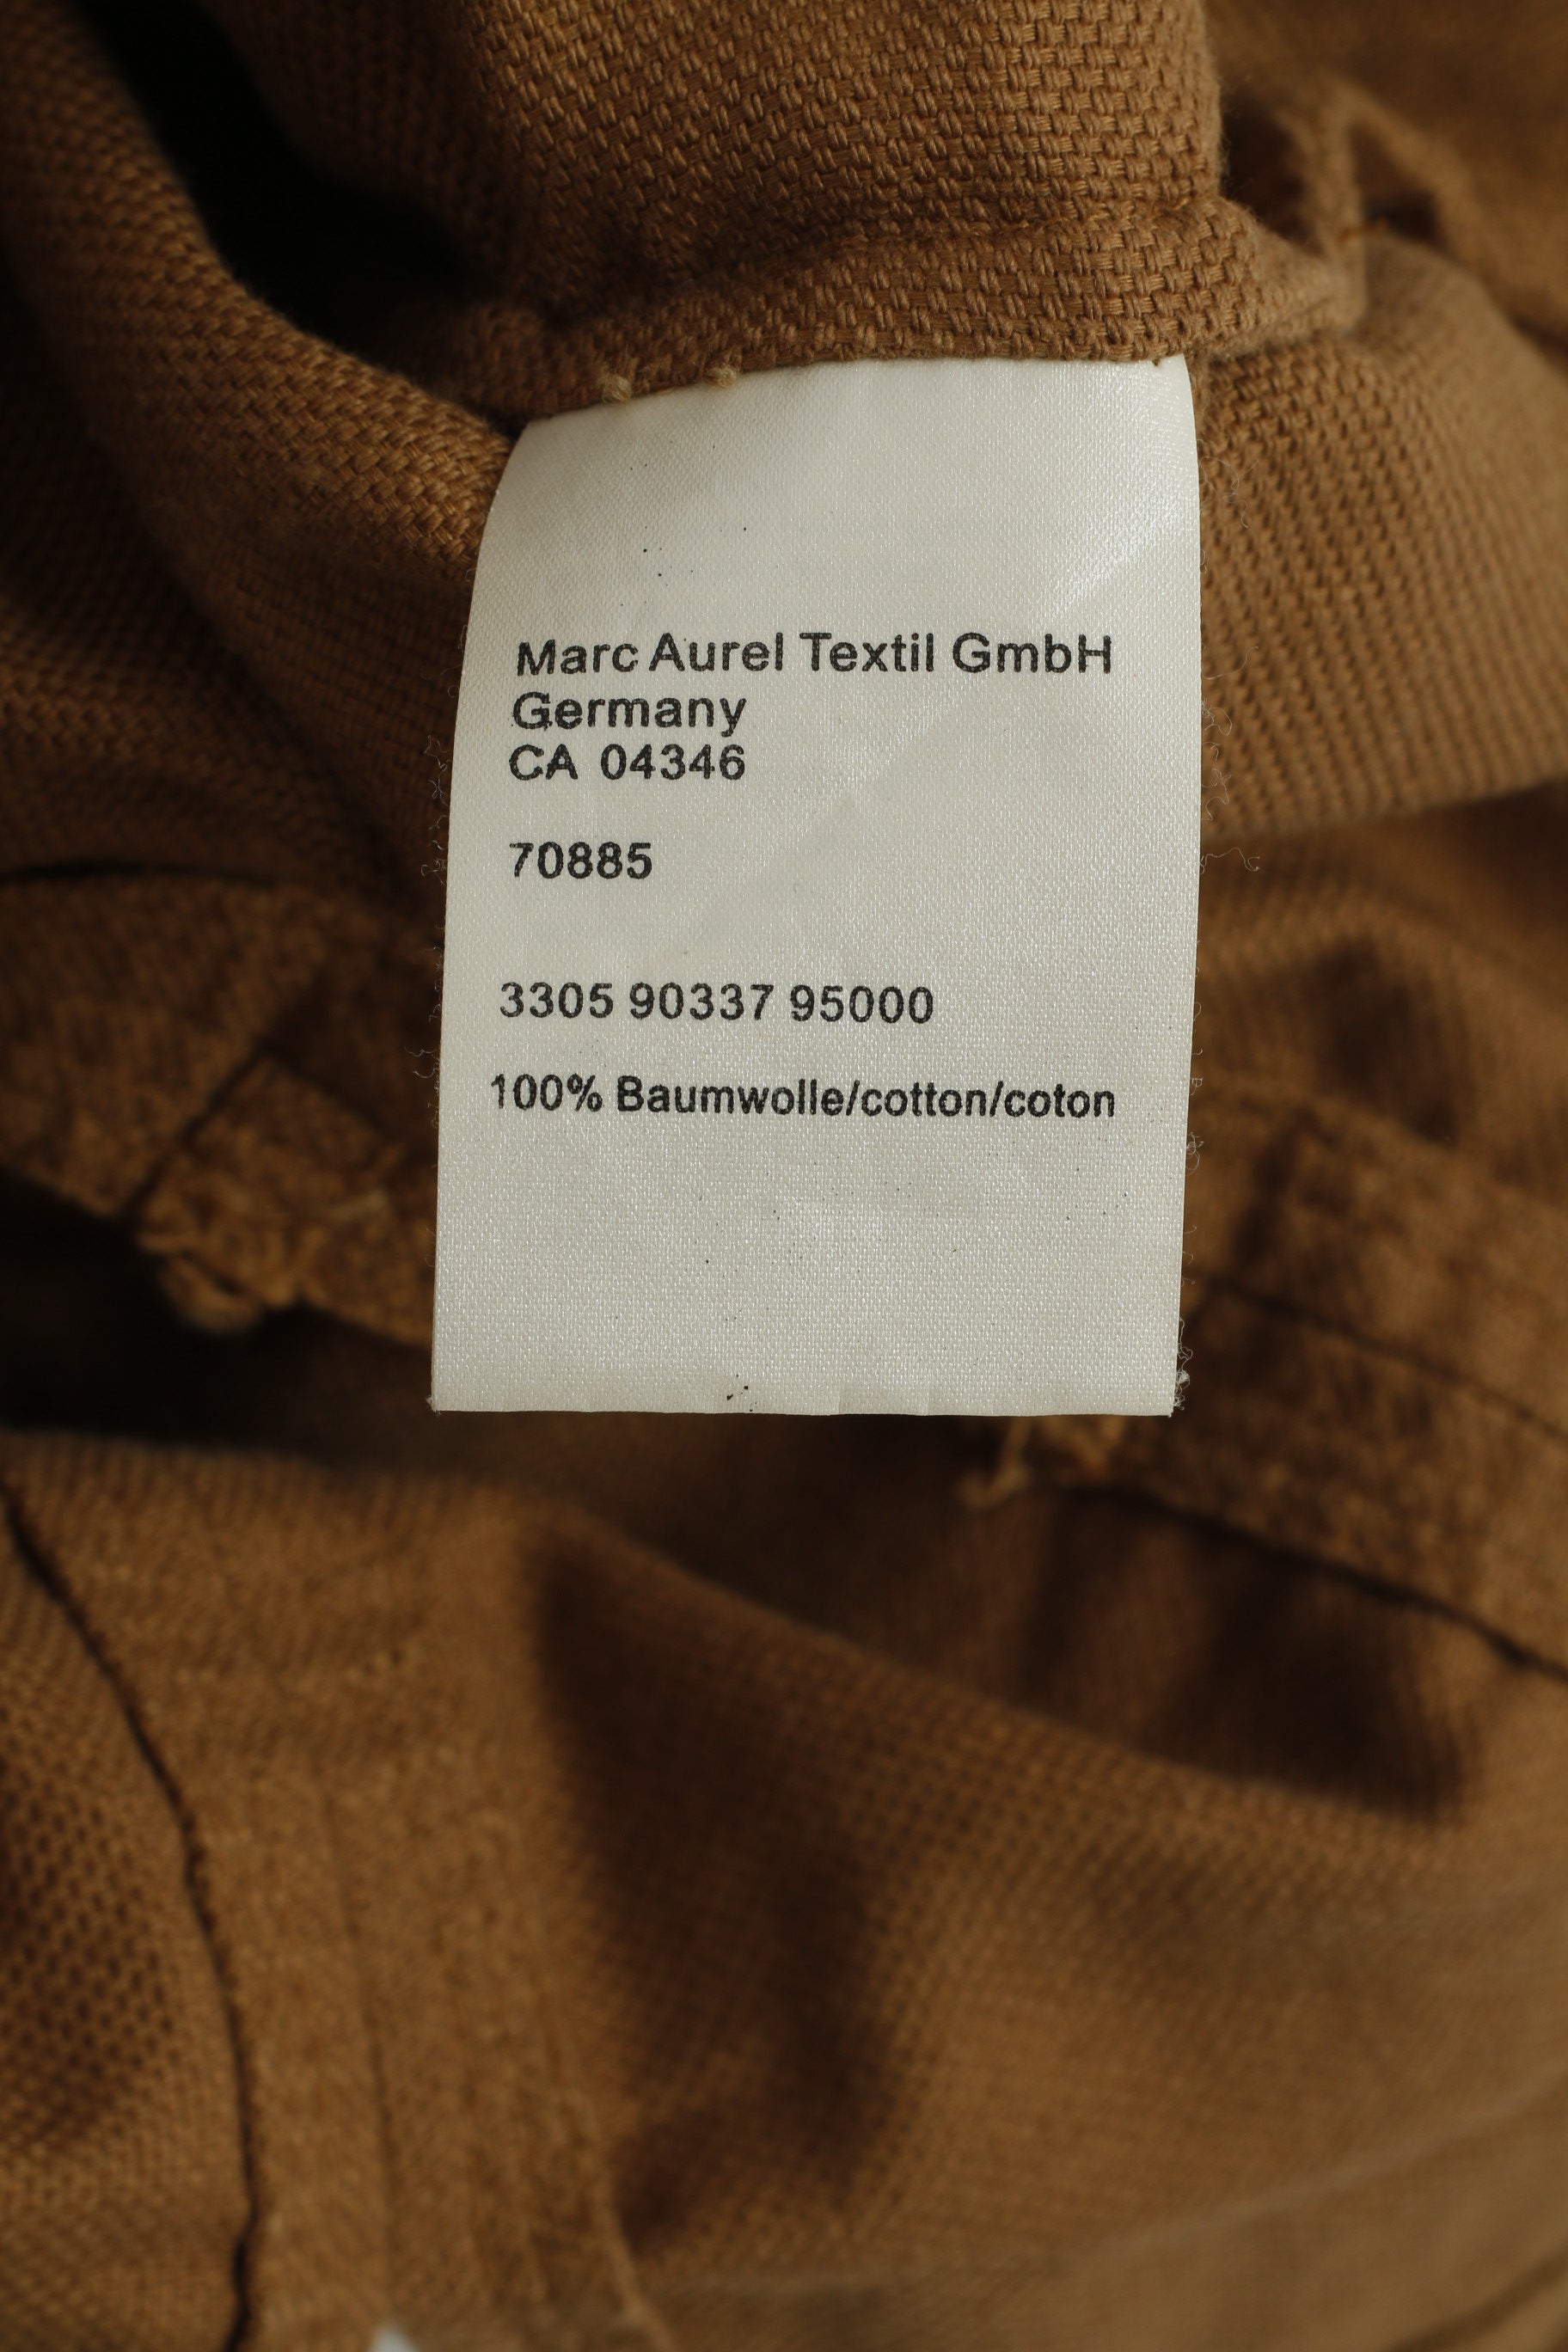 Marc Aurel Textil GmbH
Germany
CA 04346
70885
3305 90337 95000
100% Baumwolle/cotton/coton